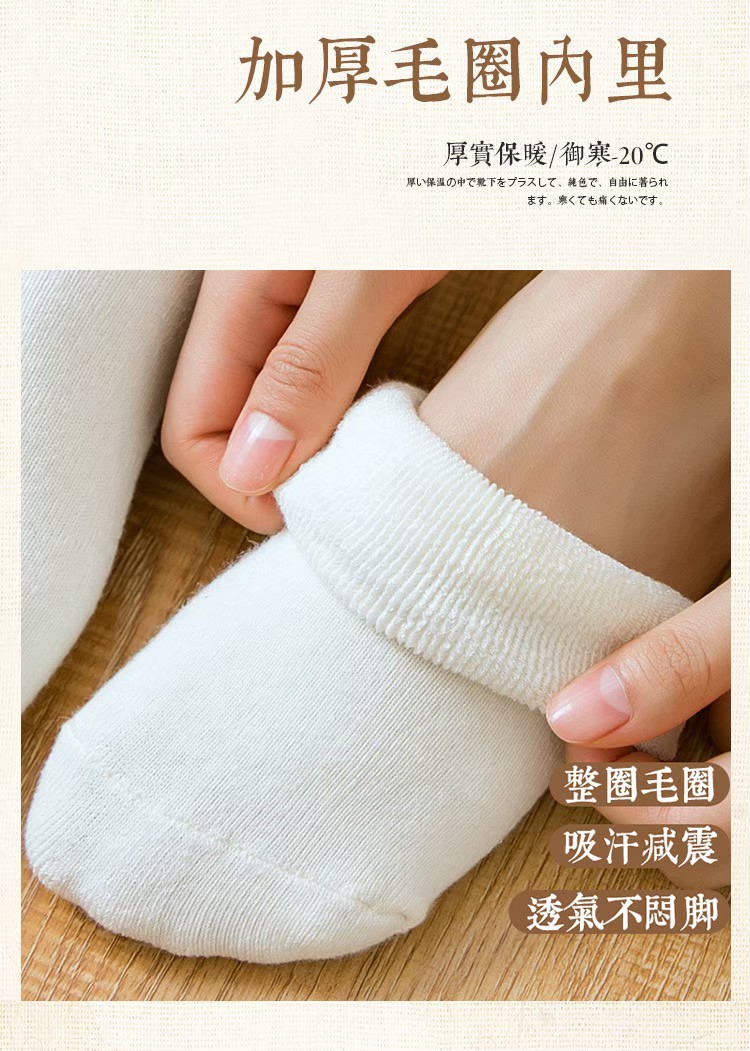 加厚毛圈內里
厚實保暖/御寒-20℃
厚い保温の中で靴下をプラスして、純色で、自由に著られ
ます。寒くても痛くないです。
整圈毛圈
吸汗减震
透氣不悶脚